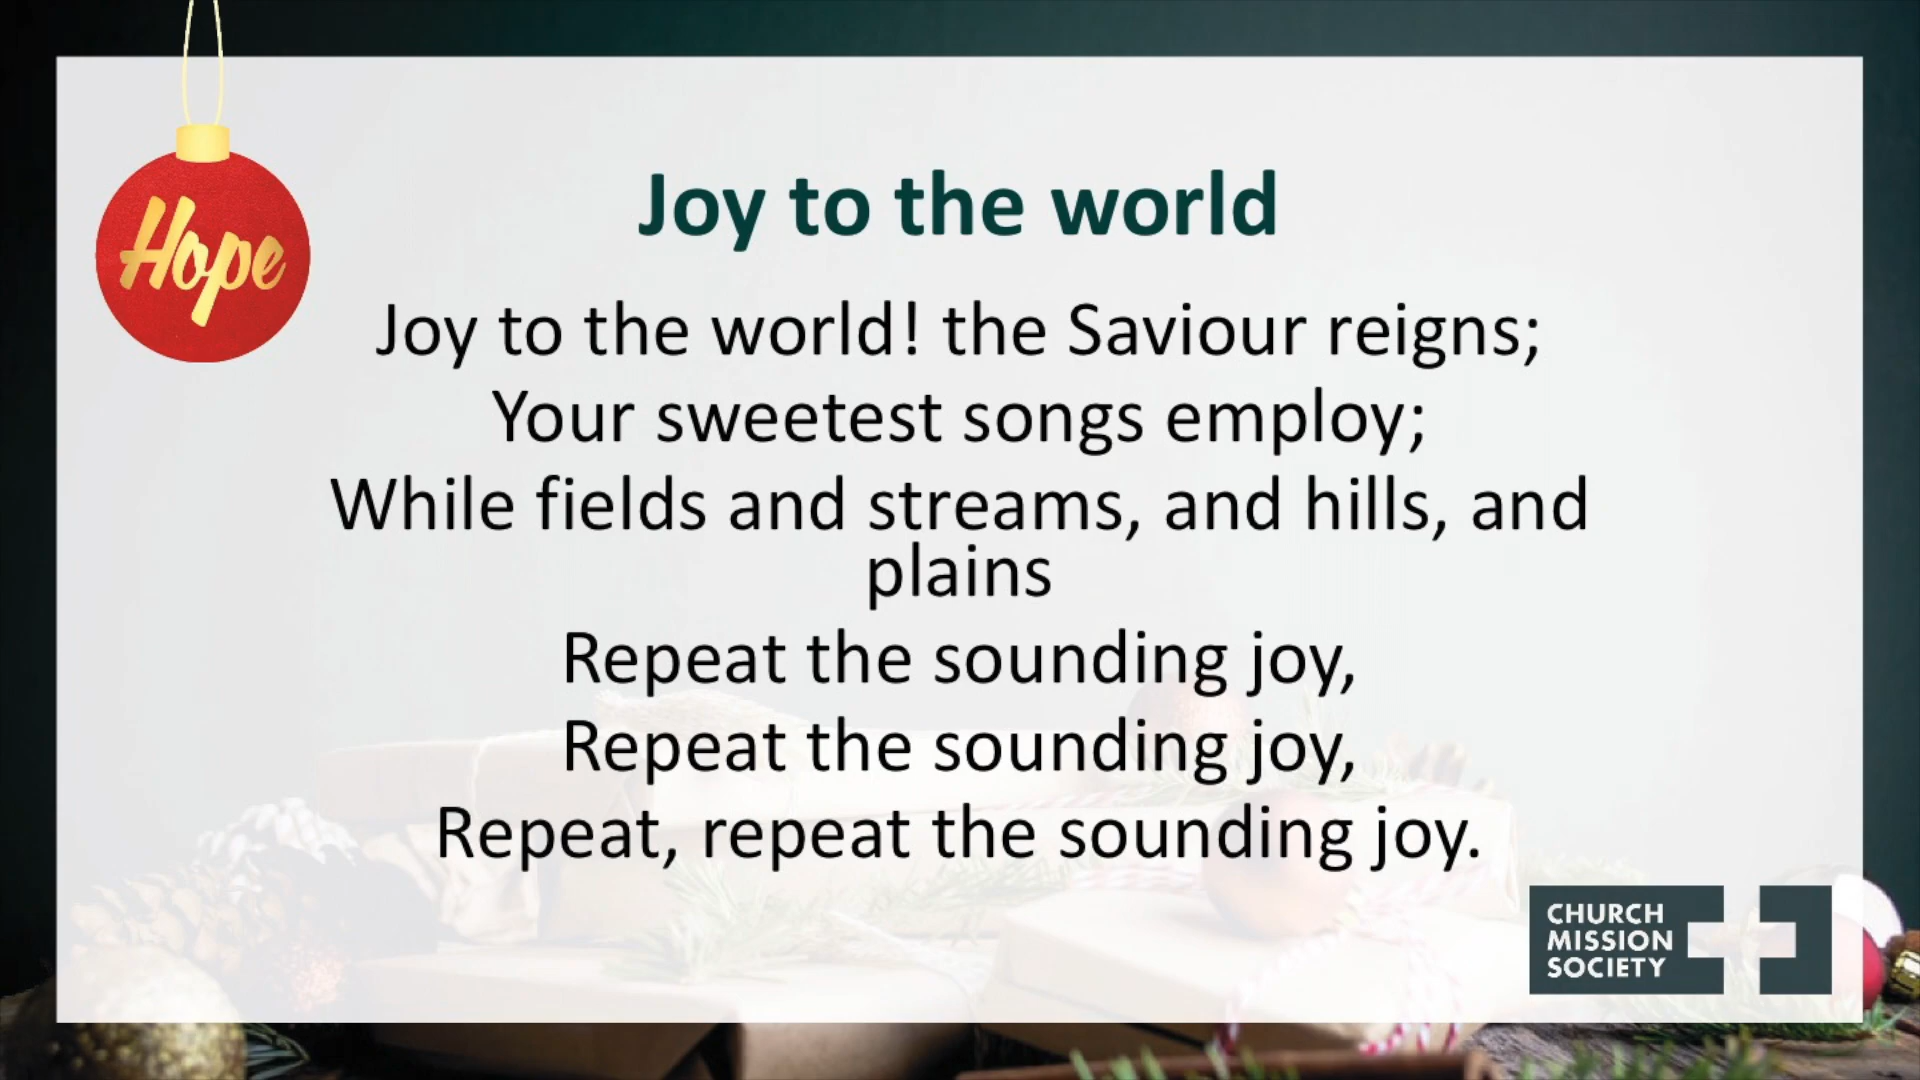 Hope
Joy to the world
Joy to the world! the Saviour reigns;
Your sweetest songs employ;
While fields and streams, and hills, and
plains
Repeat the sounding joy,
Repeat the sounding joy,
Repeat, repeat the sounding joy.
CHURCH
MISSION
SOCIETY